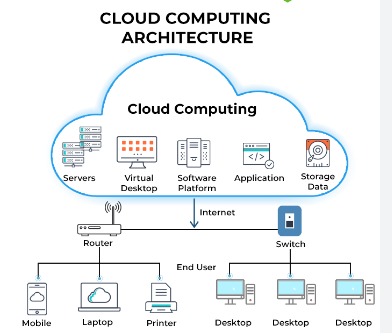 CLOUD COMPUTING
ARCHITECTURE
Cloud Computing
Servers
Virtual
Desktop
Software
Platform
Application
Storage
Data
Internet
Router
Switch
End User
Mobile
Laptop
Printer
Desktop
Desktop
Desktop